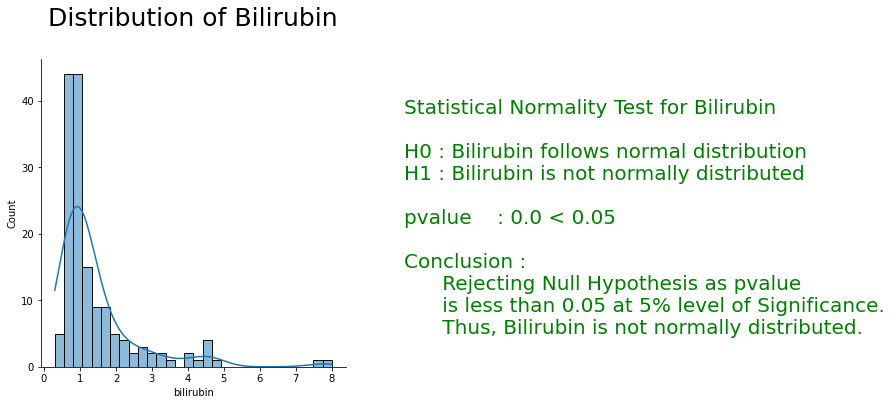 Distribution of Bilirubin
40
30
20
10
0
Count
0 1 2 3 4 5 6 7 8
bilirubin
Statistical Normality Test for Bilirubin
H0 : Bilirubin follows normal distribution
H1 : Bilirubin is not normally distributed
pvalue    : 0.0 < 0.05
Conclusion :
Rejecting Null Hypothesis as pvalue
is less than 0.05 at 5% level of Significance.
Thus, Bilirubin is not normally distributed.